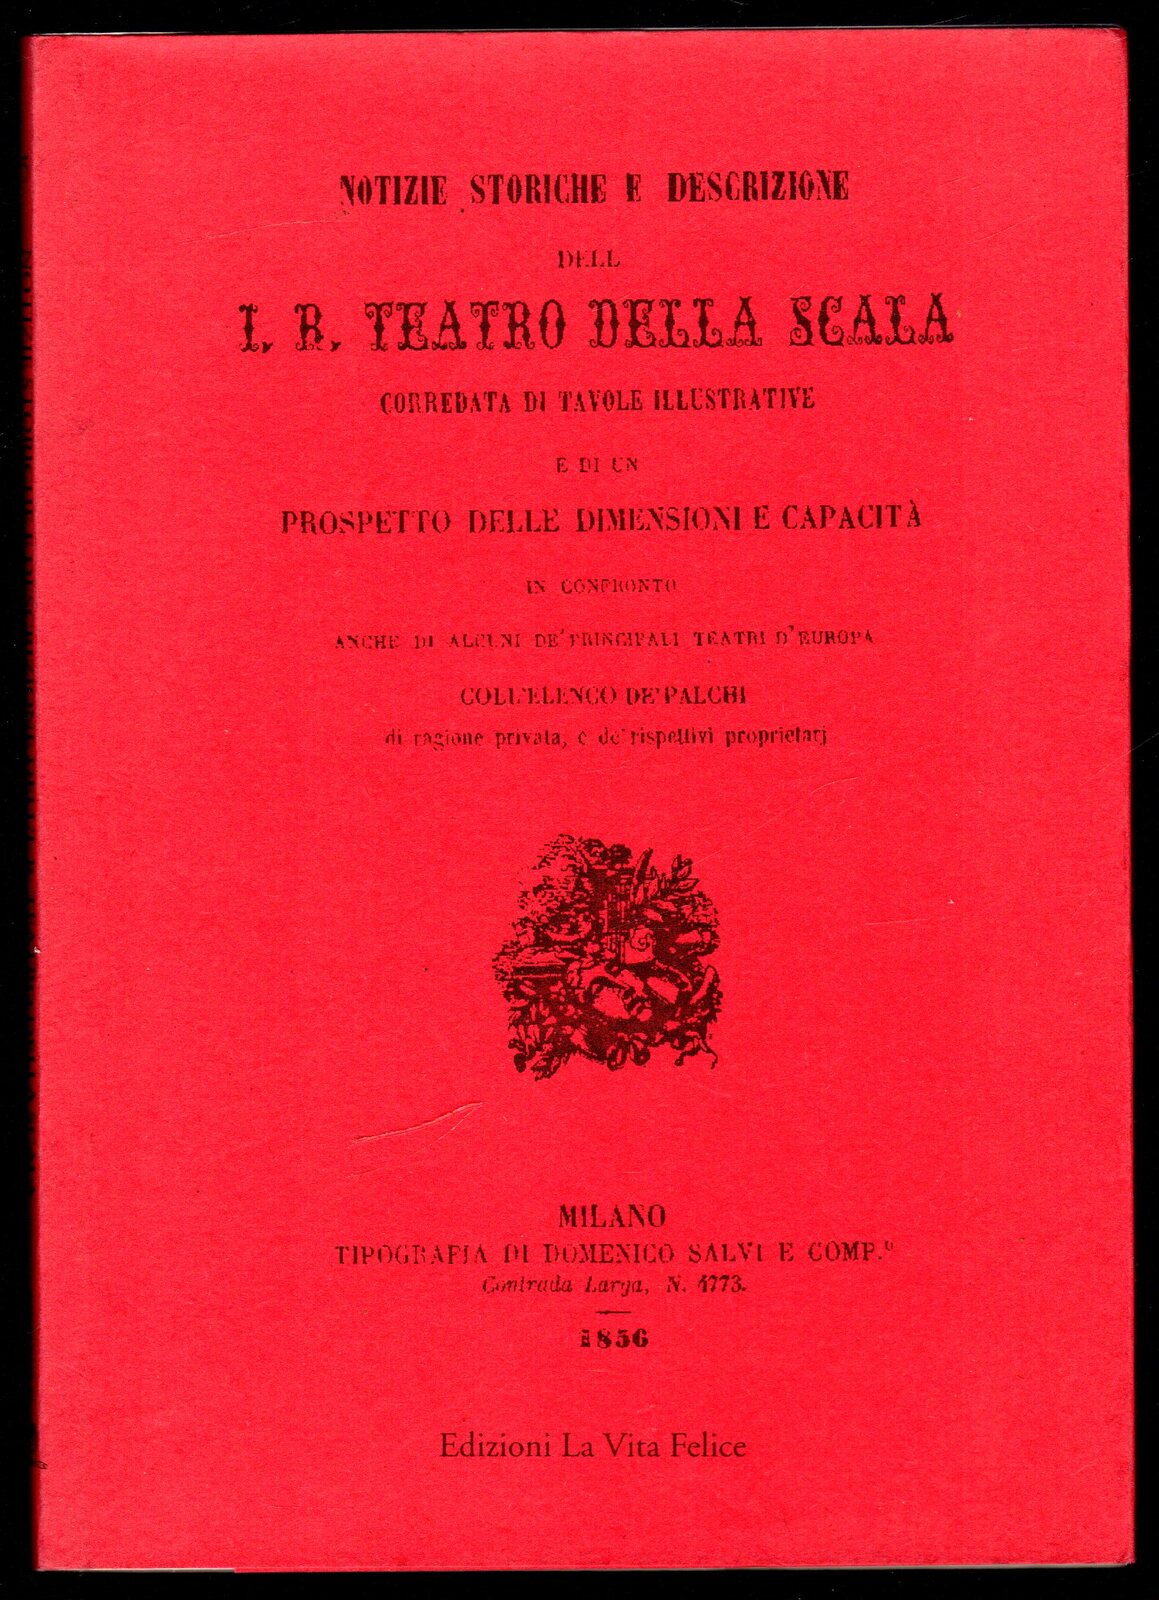 NOTIZIE STORICHE E DESCRIZIONE
DELL
I. R. TEATRO DELLA SCALA
CORREDATA DI TAVOLE ILLUSTRATIVE
E DI UN
PROSPETTO DELLE DIMENSIONI E CAPACITÀ
IN CONFRONTO
ANCHE DI ALCUNI DE' PRINCIPALI TEATRI D'EUROPA
COLL'ELENCO DE' PALCHI
di ragione privata, e de' rispettivi proprietarj
MILANO
TIPOGRAFIA DI DOMENICO SALVI E COMP.º
Contrada Larga, N. 4773.
1856
Edizioni La Vita Felice